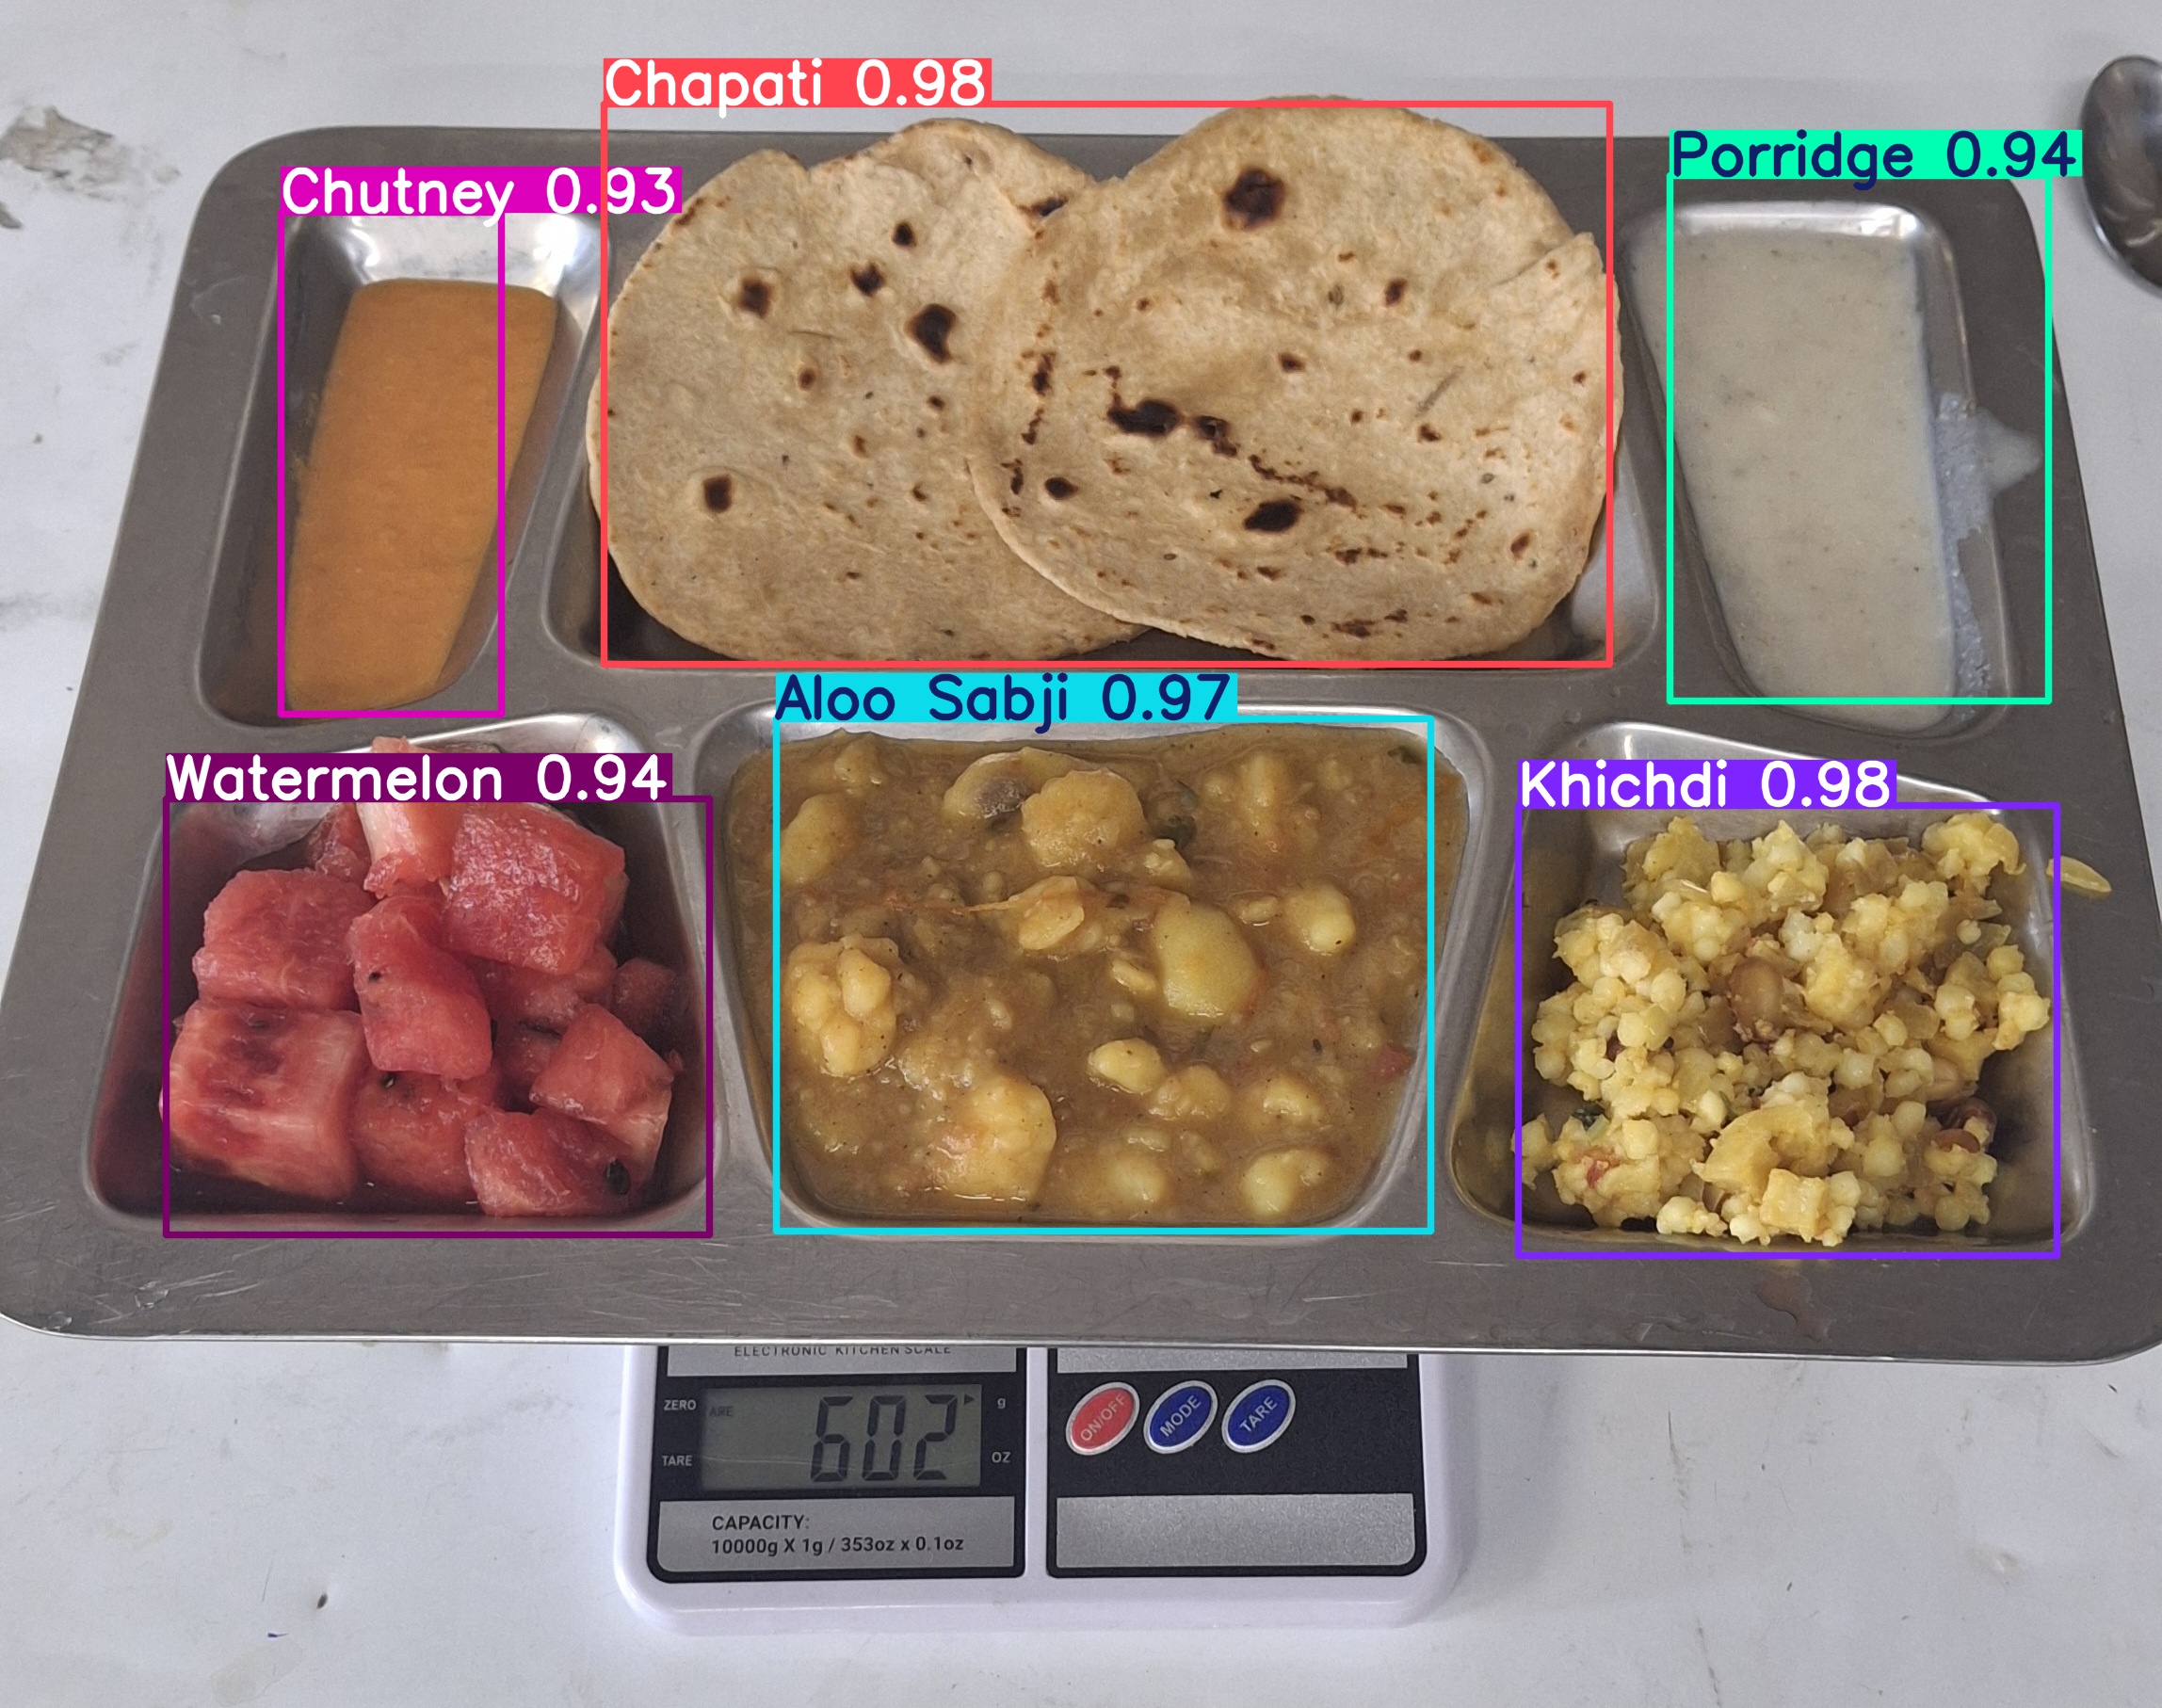 Chapati 0.98
Porridge 0.94
Chutney 0.93
Aloo Sabji 0.97
Watermelon 0.94
Khichdi 0.98
ELECTRONIC KITCHEN SCALE
ZERO
ARE
602
g
TARE
OZ
ON/OFF
MODE
TARE
CAPACITY:
10000g X 1g / 353oz x 0.1oz